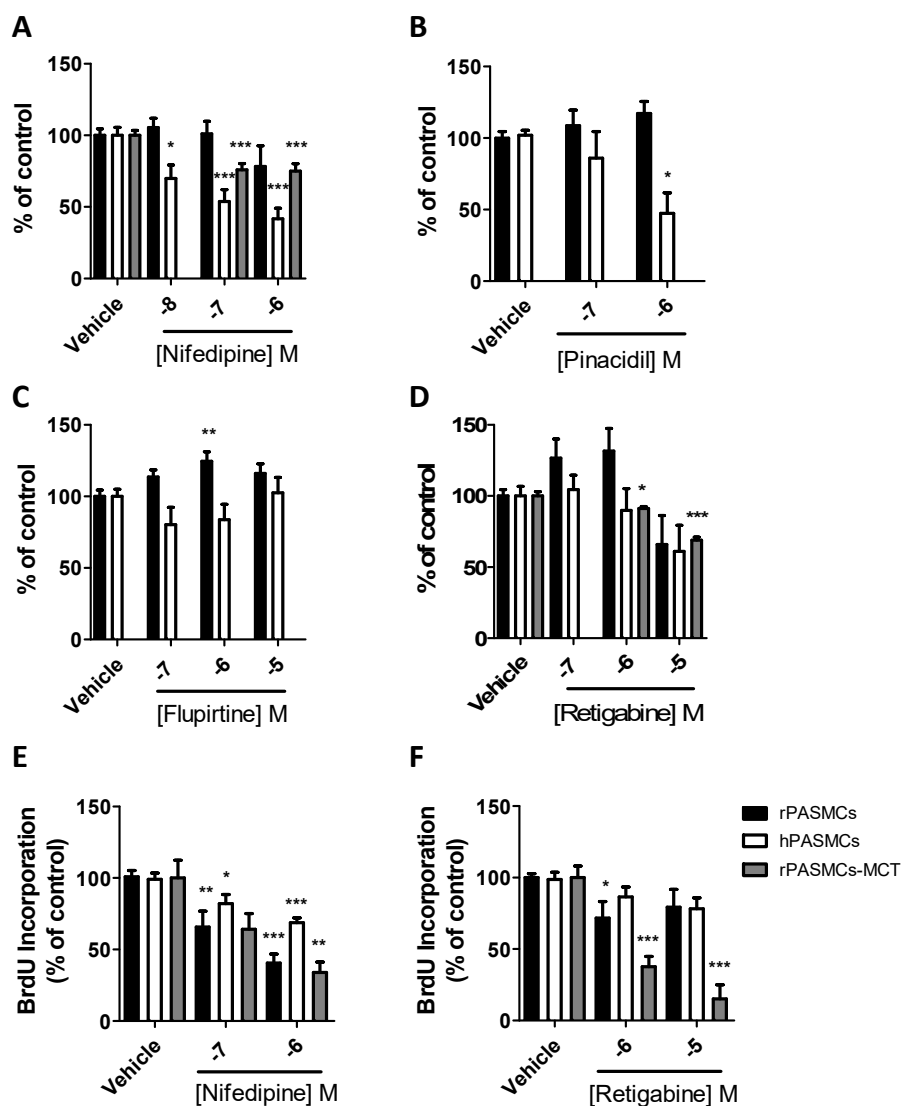 A
150
100
50
0
% of control
*
***
***
***
***
Vehicle
-8
-7
-6
[Nifedipine] M
B
150
100
50
0
% of control
*
Vehicle
-7
-6
[Pinacidil] M
C
150
100
50
0
% of control
**
Vehicle
-7
-6
-5
[Flupirtine] M
D
150
100
50
0
% of control
*
***
Vehicle
-7
-6
-5
[Retigabine] M
E
150
100
50
0
BrdU Incorporation
(% of control)
**
*
***
***
**
Vehicle
-7
-6
[Nifedipine] M
F
150
100
50
0
BrdU Incorporation
(% of control)
*
***
***
Vehicle
-6
-5
[Retigabine] M
rPASMCs
hPASMCs
rPASMCs-MCT